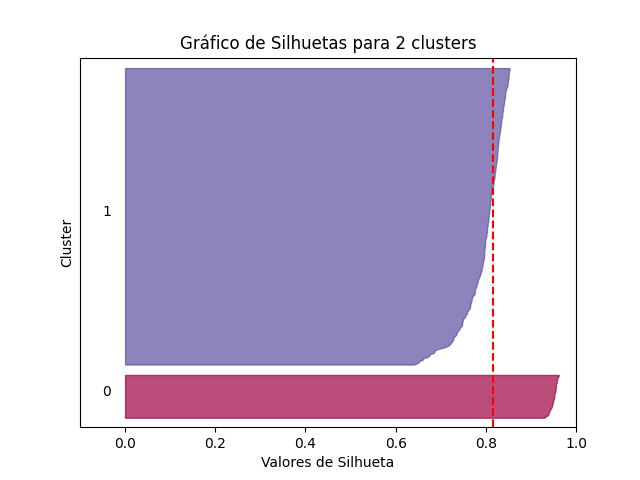 Gráfico de Silhuetas para 2 clusters
Cluster
1
0
0.0 0.2 0.4 0.6 0.8 1.0
Valores de Silhueta